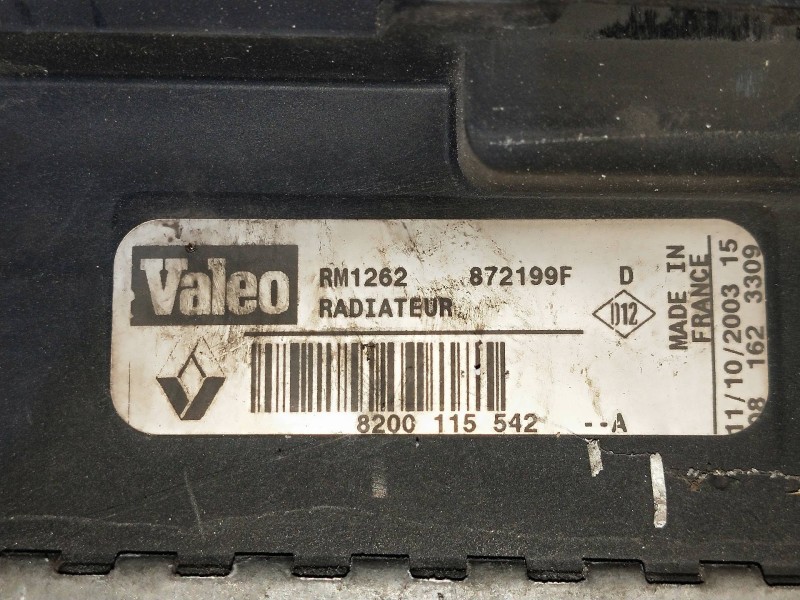 Valeo
RM1262 872199F D
RADIATEUR
D12
8200 115 542 --A
MADE IN
FRANCE
11/10/2003 15
08 162 3309